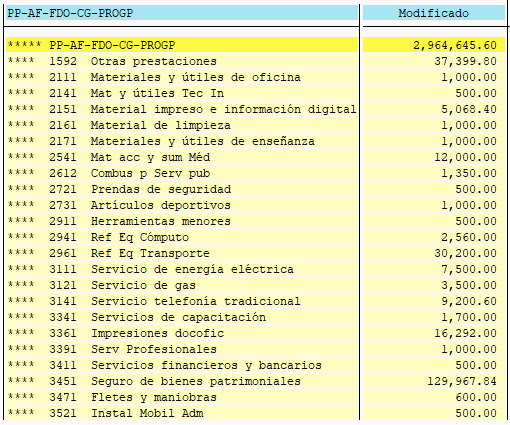 PP-AF-FDO-CG-PROGP Modificado
***** PP-AF-FDO-CG-PROGP 2,964,645.60
**** 1592 Otras prestaciones 37,399.80
**** 2111 Materiales y útiles de oficina 1,000.00
**** 2141 Mat y útiles Tec In 500.00
**** 2151 Material impreso e información digital 5,068.40
**** 2161 Material de limpieza 1,000.00
**** 2171 Materiales y útiles de enseñanza 1,000.00
**** 2541 Mat acc y sum Méd 12,000.00
**** 2612 Combus p Serv pub 1,350.00
**** 2721 Prendas de seguridad 500.00
**** 2731 Artículos deportivos 1,000.00
**** 2911 Herramientas menores 500.00
**** 2941 Ref Eq Cómputo 2,560.00
**** 2961 Ref Eq Transporte 30,200.00
**** 3111 Servicio de energía eléctrica 7,500.00
**** 3121 Servicio de gas 3,500.00
**** 3141 Servicio telefonía tradicional 9,200.60
**** 3341 Servicios de capacitación 1,700.00
**** 3361 Impresiones docofic 16,292.00
**** 3391 Serv Profesionales 1,000.00
**** 3411 Servicios financieros y bancarios 500.00
**** 3451 Seguro de bienes patrimoniales 129,967.84
**** 3471 Fletes y maniobras 600.00
**** 3521 Instal Mobil Adm 500.00